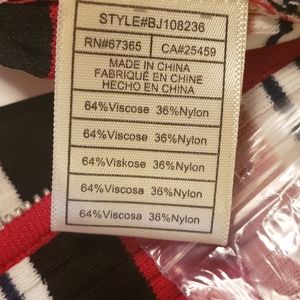 STYLE#BJ108236
RN#67365 CA#25459
MADE IN CHINA
FABRIQUÉ EN CHINE
HECHO EN CHINA
64%Viscose 36%Nylon
64%Viscose 36%Nylon
64%Viskose 36%Nylon
64%Viscosa 36%Nylon
64%Viscosa 36%Nylon